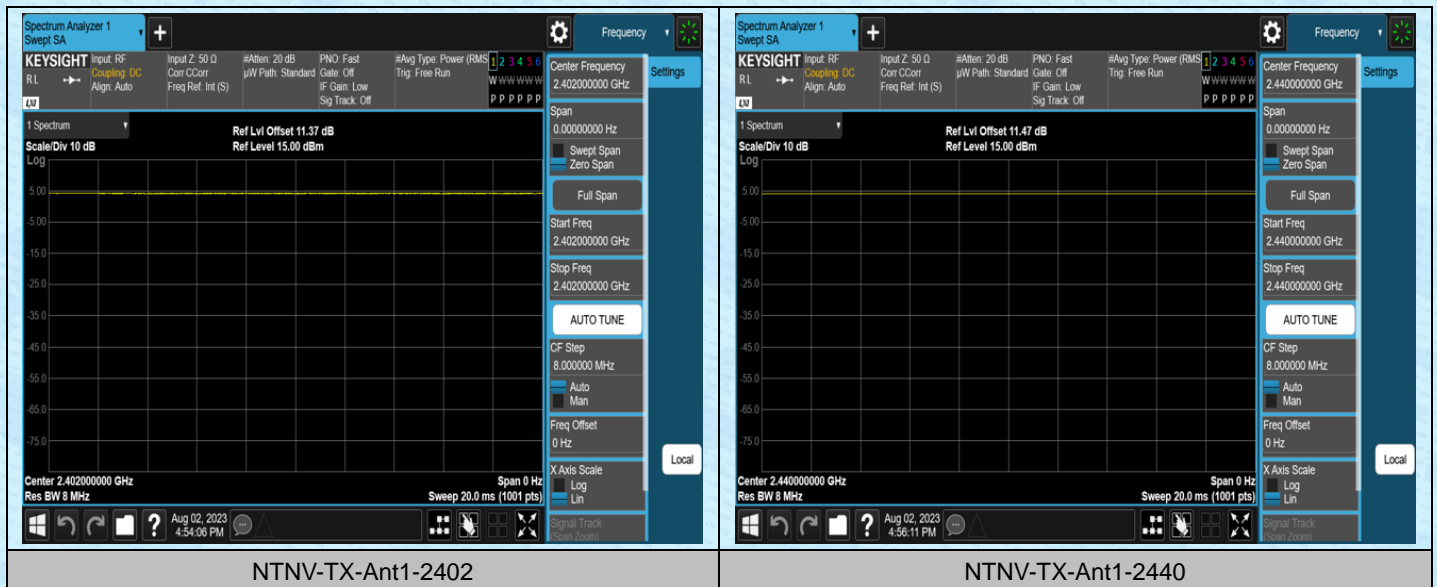 Spectrum Analyzer 1
Swept SA
+
Frequency
KEYSIGHT
RL
LXI
Input: RF
Coupling: DC
Align: Auto
Input Z: 50 Ω
Corr CCorr
Freq Ref: Int (S)
#Atten: 20 dB
µW Path: Standard
PNO: Fast
Gate: Off
IF Gain: Low
Sig Track: Off
#Avg Type: Power (RMS
Trig: Free Run
1 2 3 4 5 6
W W W W W W
P P P P P P
Center Frequency
2.402000000 GHz
Settings
Span
0.00000000 Hz
Swept Span
Zero Span
Full Span
Start Freq
2.402000000 GHz
Stop Freq
2.402000000 GHz
AUTO TUNE
CF Step
8.000000 MHz
Auto
Man
Freq Offset
0 Hz
X Axis Scale
Log
Lin
Signal Track
(Span Zoom)
Local
1 Spectrum
Scale/Div 10 dB
Log
Ref Lvl Offset 11.37 dB
Ref Level 15.00 dBm
5.00
-5.00
-15.0
-25.0
-35.0
-45.0
-55.0
-65.0
-75.0
Center 2.402000000 GHz
Res BW 8 MHz
Span 0 Hz
Sweep 20.0 ms (1001 pts)
?
Aug 02, 2023
4:54:06 PM
NTNV-TX-Ant1-2402
Spectrum Analyzer 1
Swept SA
+
Frequency
KEYSIGHT
RL
LXI
Input: RF
Coupling: DC
Align: Auto
Input Z: 50 Ω
Corr CCorr
Freq Ref: Int (S)
#Atten: 20 dB
µW Path: Standard
PNO: Fast
Gate: Off
IF Gain: Low
Sig Track: Off
#Avg Type: Power (RMS
Trig: Free Run
1 2 3 4 5 6
W W W W W W
P P P P P P
Center Frequency
2.440000000 GHz
Settings
Span
0.00000000 Hz
Swept Span
Zero Span
Full Span
Start Freq
2.440000000 GHz
Stop Freq
2.440000000 GHz
AUTO TUNE
CF Step
8.000000 MHz
Auto
Man
Freq Offset
0 Hz
X Axis Scale
Log
Lin
Signal Track
(Span Zoom)
Local
1 Spectrum
Scale/Div 10 dB
Log
Ref Lvl Offset 11.47 dB
Ref Level 15.00 dBm
5.00
-5.00
-15.0
-25.0
-35.0
-45.0
-55.0
-65.0
-75.0
Center 2.440000000 GHz
Res BW 8 MHz
Span 0 Hz
Sweep 20.0 ms (1001 pts)
?
Aug 02, 2023
4:56:11 PM
NTNV-TX-Ant1-2440